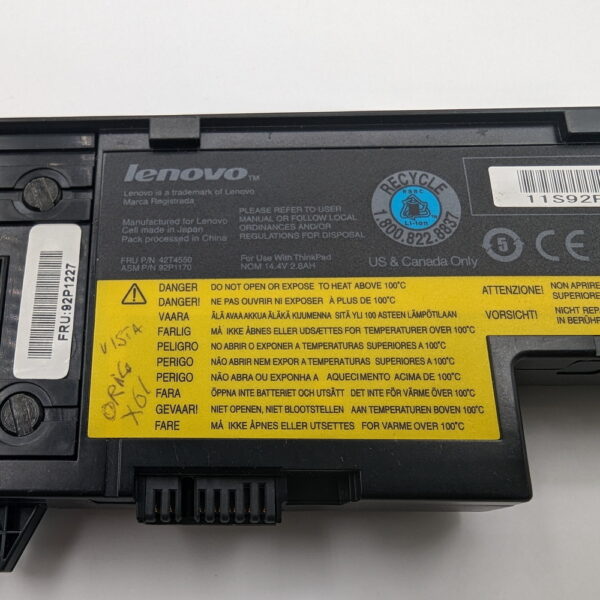 lenovo™
Lenovo is a trademark of Lenovo
Marca Registrada
Manufactured for Lenovo
Cell made in Japan
Pack processed in China
FRU P/N 42T4550
ASM P/N 92P1170
PLEASE REFER TO USER
MANUAL OR FOLLOW LOCAL
ORDINANCES AND/OR
REGULATIONS FOR DISPOSAL
For Use With ThinkPad
NOM 14.4V 2.8AH
RECYCLE
RBRC
Li-Ion
1.800.822.8837
US & Canada Only
11S92P
5
FRU:92P1227
DANGER DO NOT OPEN OR EXPOSE TO HEAT ABOVE 100°C
DANGER! NE PAS OUVRIR NI EXPOSER À PLUS DE 100°C
VAARA ÄLÄ AVAA AKKUA ÄLÄKÄ KUUMENNA SITÄ YLI 100 ASTEEN LÄMPÖTILAAN
FARLIG MÅ IKKE ÅBNES ELLER UDSÆTTES FOR TEMPERATURER OVER 100°C
PELIGRO NO ABRIR O EXPONER A TEMPERATURAS SUPERIORES A 100°C
PERIGO NÃO ABRIR NEM EXPOR A TEMPERATURAS SUPERIORES A 100°C
PERIGO NÃO ABRA OU EXPONHA A AQUECIMENTO ACIMA DE 100°C
FARA ÖPPNA INTE BATTERIET OCH UTSÄTT DET INTE FÖR VÄRME ÖVER 100°C
GEVAAR! NIET OPENEN, NIET BLOOTSTELLEN AAN TEMPERATUREN BOVEN 100°C
FARE MÅ IKKE ÅPNES ELLER UTSETTES FOR VARME OVER 100°C
ATTENZIONE! NON APRIRE
SUPERIORE
VORSICHT! NICHT REP
IN BERÜHR
VISTA
ORIG
X61